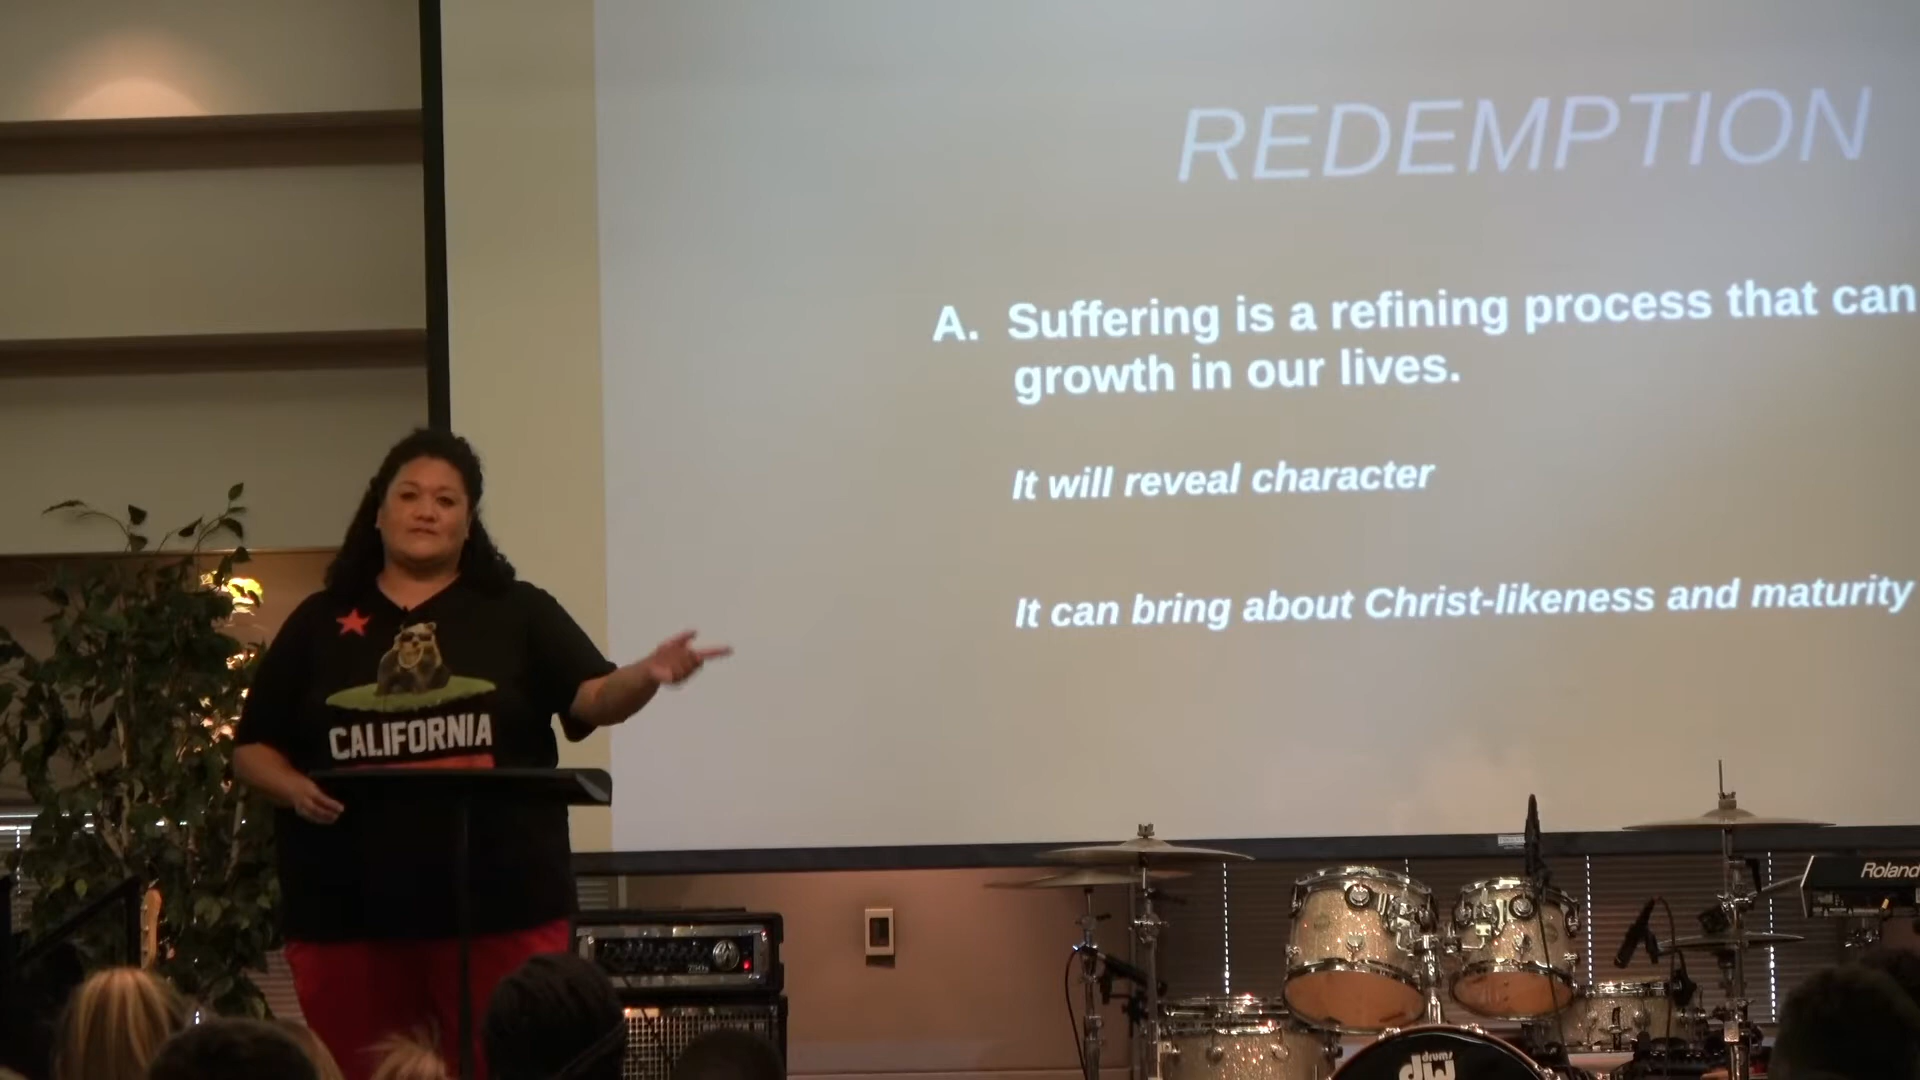 REDEMPTION
A. Suffering is a refining process that can
growth in our lives.
It will reveal character
It can bring about Christ-likeness and maturity
CALIFORNIA
Roland
drums
dw